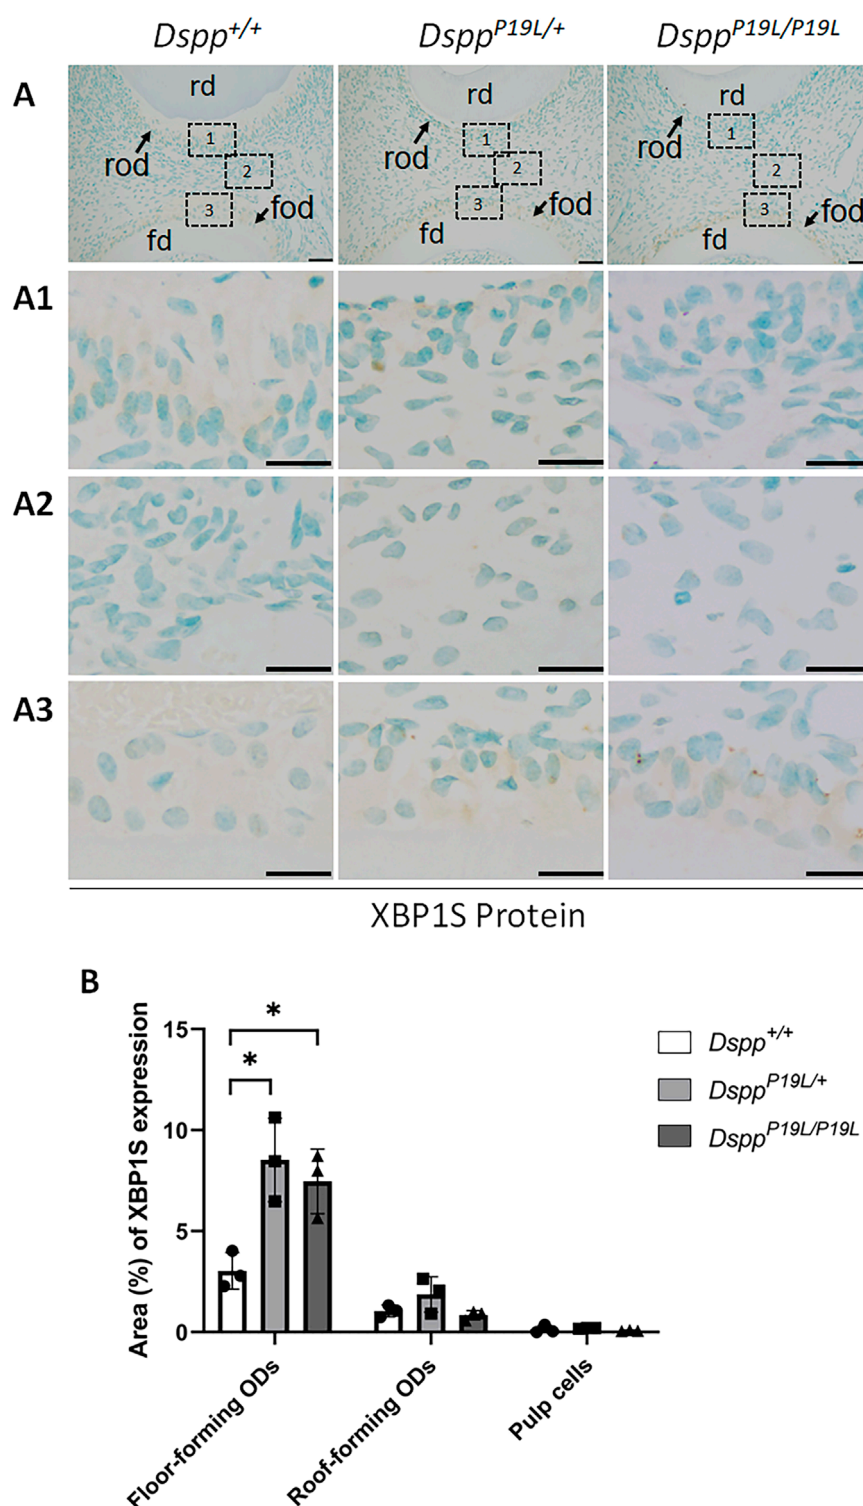 Dspp+/+ DsppP19L/+ DsppP19L/P19L
A
rd
rod
1
2
3
fod
fd
rd
rod
1
2
3
fod
fd
rd
rod
1
2
3
fod
fd
A1
A2
A3
XBP1S Protein
B
Area (%) of XBP1S expression
15
10
5
0
*
*
Dspp+/+
DsppP19L/+
DsppP19L/P19L
Floor-forming ODs
Roof-forming ODs
Pulp cells